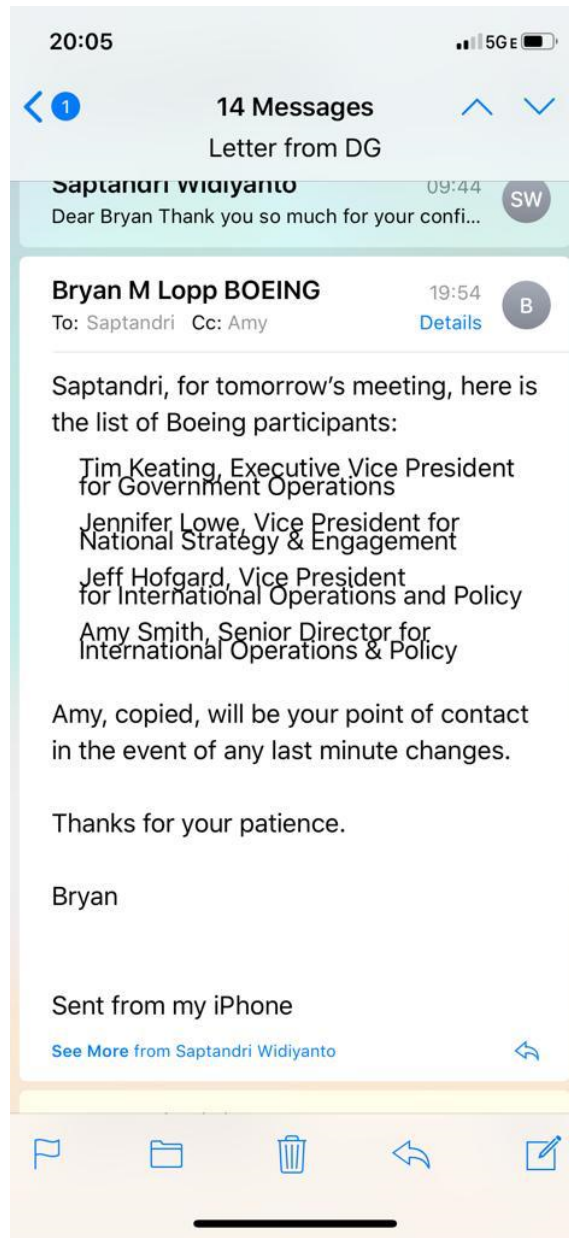 20:05
5G E
1
14 Messages
Letter from DG
Saptandri Widiyanto 09:44
SW
Dear Bryan Thank you so much for your confi...
Bryan M Lopp BOEING 19:54
B
To: Saptandri Cc: Amy Details
Saptandri, for tomorrow's meeting, here is
the list of Boeing participants:
Tim Keating, Executive Vice President
for Government Operations
Jennifer Lowe, Vice President for
National Strategy & Engagement
Jeff Hofgard, Vice President
for International Operations and Policy
Amy Smith, Senior Director for
International Operations & Policy
Amy, copied, will be your point of contact
in the event of any last minute changes.
Thanks for your patience.
Bryan
Sent from my iPhone
See More from Saptandri Widiyanto